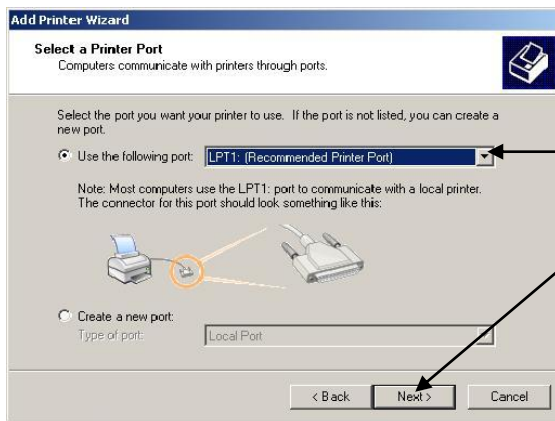 Add Printer Wizard
Select a Printer Port
Computers communicate with printers through ports.
Select the port you want your printer to use. If the port is not listed, you can create a
new port.
Use the following port:
LPT1: (Recommended Printer Port)
Note: Most computers use the LPT1: port to communicate with a local printer.
The connector for this port should look something like this:
Create a new port:
Type of port:
Local Port
< Back
Next >
Cancel